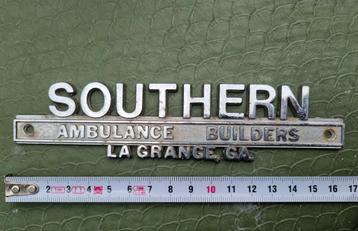 SOUTHERN
AMBULANCE BUILDERS
LA GRANGE, GA.
2 3 4 5 6 7 8 9 10 11 12 13 14 15 16 17